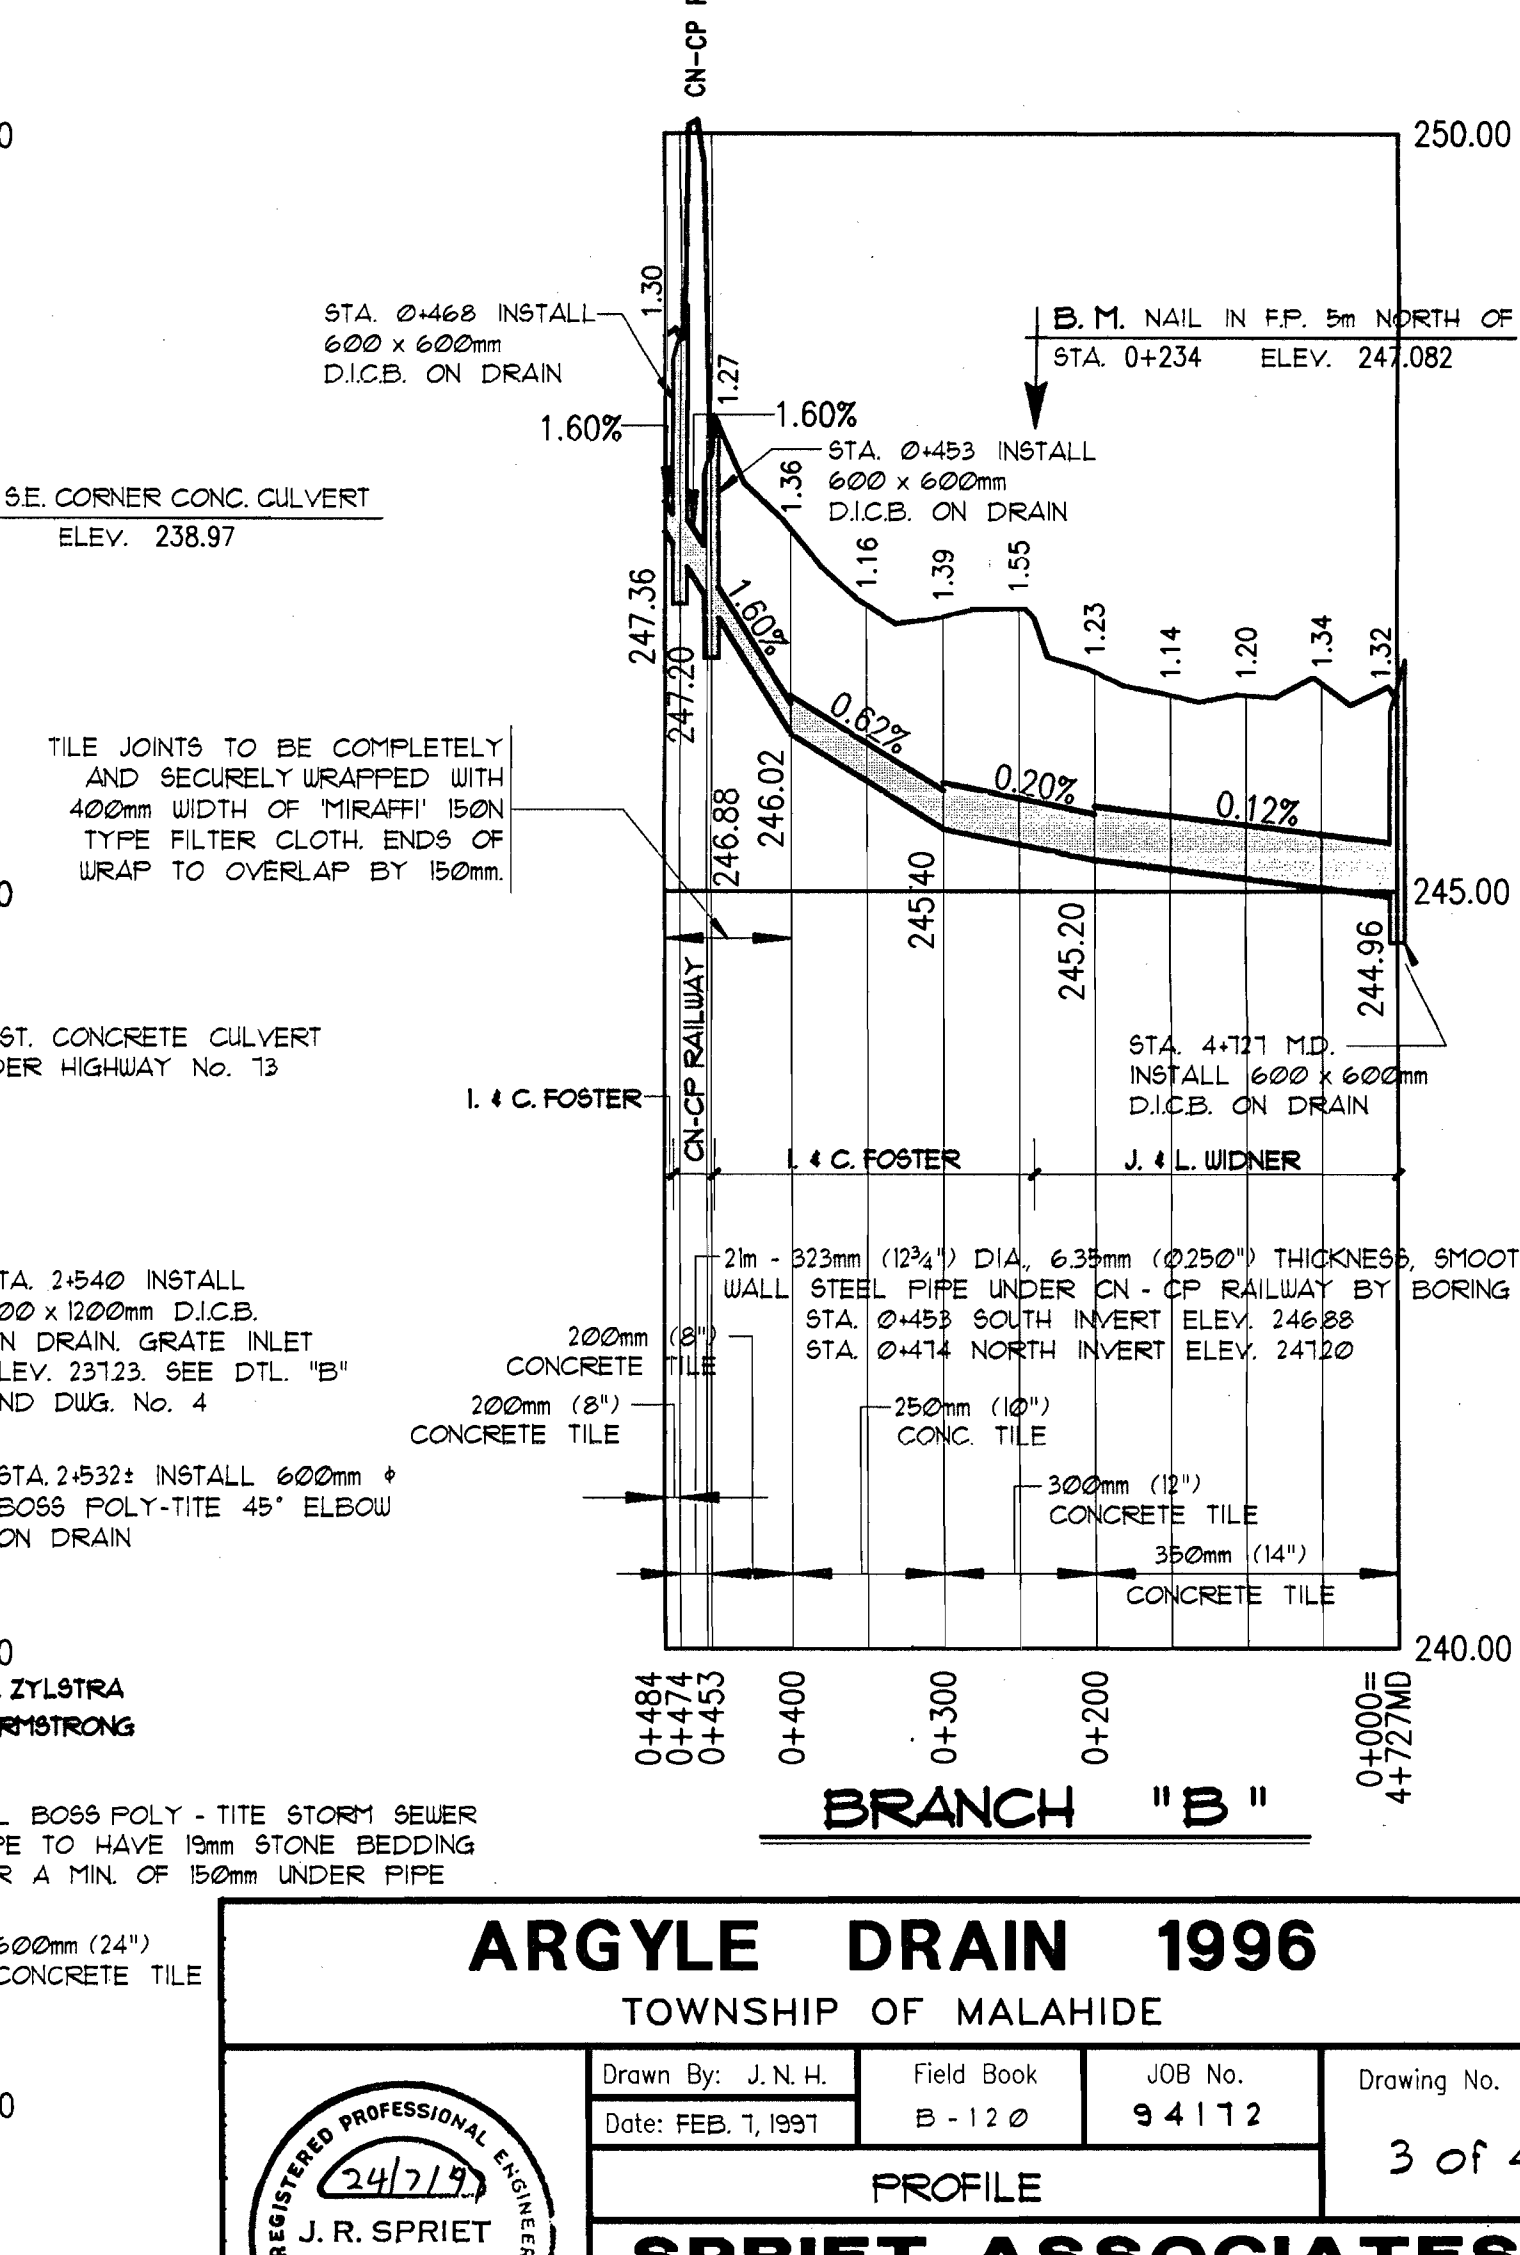 CN-CP
250.00
1.30
STA. 0+468 INSTALL
600 x 600mm
D.I.C.B. ON DRAIN
B.M. NAIL IN F.P. 5m NORTH OF
STA. 0+234 ELEV. 247.082
1.27
1.60%
1.60%
STA. 0+453 INSTALL
600 x 600mm
D.I.C.B. ON DRAIN
1.36
S.E. CORNER CONC. CULVERT
ELEV. 238.97
1.16
1.39
1.55
1.23
1.14
1.20
1.34
1.32
247.36
247.20
1.60%
0.62%
0.20%
0.12%
TILE JOINTS TO BE COMPLETELY
AND SECURELY WRAPPED WITH
400mm WIDTH OF 'MIRAFFI' 150N
TYPE FILTER CLOTH. ENDS OF
WRAP TO OVERLAP BY 150mm.
246.88
246.02
245.40
245.20
244.96
245.00
CN-CP RAILWAY
ST. CONCRETE CULVERT
DER HIGHWAY No. 73
STA. 4+727 M.D.
INSTALL 600 x 600mm
D.I.C.B. ON DRAIN
I. & C. FOSTER
I. & C. FOSTER
J. & L. WIDNER
21m - 323mm (12¾") DIA., 6.35mm (0.250") THICKNESS, SMOOT
WALL STEEL PIPE UNDER CN - CP RAILWAY BY BORING
STA. 0+453 SOUTH INVERT ELEV. 246.88
STA. 0+474 NORTH INVERT ELEV. 247.20
TA. 2+540 INSTALL
00 x 1200mm D.I.C.B.
N DRAIN. GRATE INLET
LEV. 237.23. SEE DTL. "B"
ND DWG. No. 4
200mm (8")
CONCRETE TILE
200mm (8")
CONCRETE TILE
250mm (10")
CONC. TILE
STA. 2+532± INSTALL 600mm ɸ
BOSS POLY-TITE 45° ELBOW
ON DRAIN
300mm (12")
CONCRETE TILE
350mm (14")
CONCRETE TILE
240.00
ZYLSTRA
RMSTRONG
0+484
0+474
0+453
0+400
0+300
0+200
0+000=
4+727MD
BRANCH "B"
L BOSS POLY - TITE STORM SEWER
PE TO HAVE 19mm STONE BEDDING
R A MIN. OF 150mm UNDER PIPE
600mm (24")
CONCRETE TILE
ARGYLE DRAIN 1996
TOWNSHIP OF MALAHIDE
Drawn By: J. N. H.
Date: FEB. 7, 1997
Field Book
B-120
JOB No.
94172
Drawing No.
3 of 4
PROFILE
REGISTERED PROFESSIONAL ENGINEER
24/7/97
J. R. SPRIET
SPRIET ASSOCIATES